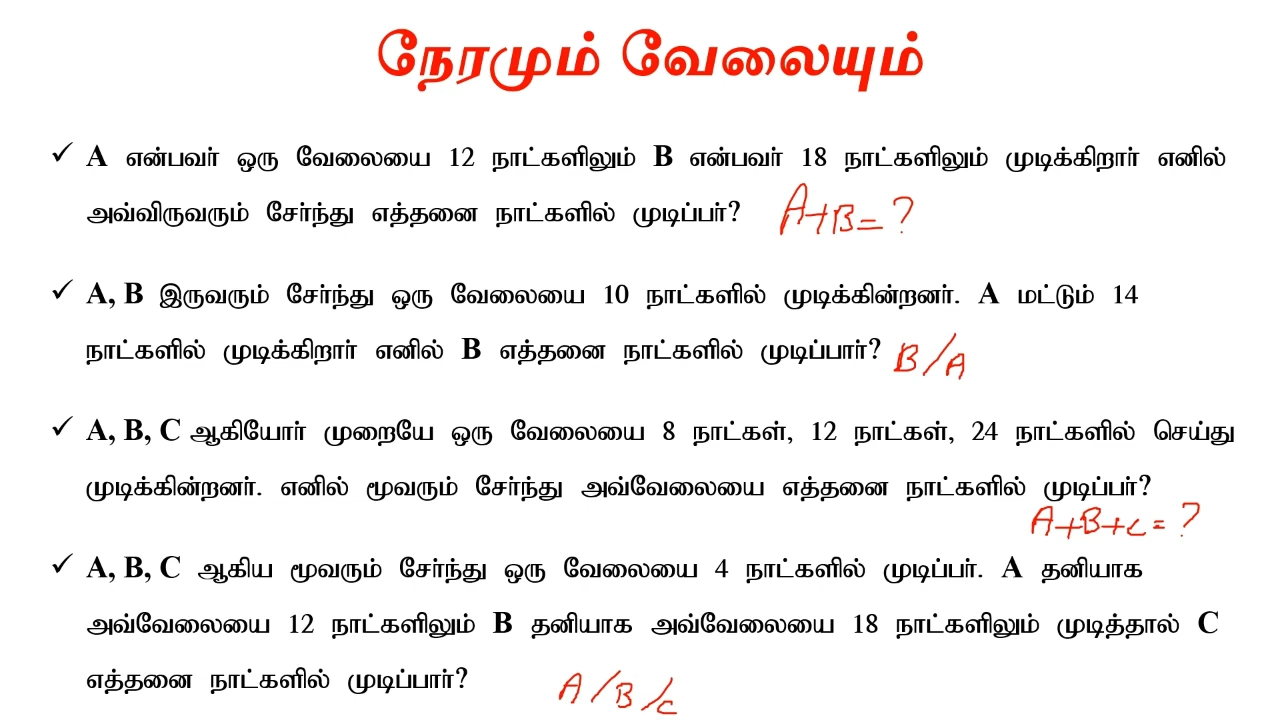 நேரமும் வேலையும்
✓ A என்பவர் ஒரு வேலையை 12 நாட்களிலும் B என்பவர் 18 நாட்களிலும் முடிக்கிறார் எனில்
அவ்விருவரும் சேர்ந்து எத்தனை நாட்களில் முடிப்பர்? A+B=?
✓ A, B இருவரும் சேர்ந்து ஒரு வேலையை 10 நாட்களில் முடிக்கின்றனர். A மட்டும் 14
நாட்களில் முடிக்கிறார் எனில் B எத்தனை நாட்களில் முடிப்பார்? B/A
✓ A, B, C ஆகியோர் முறையே ஒரு வேலையை 8 நாட்கள், 12 நாட்கள், 24 நாட்களில் செய்து
முடிக்கின்றனர். எனில் மூவரும் சேர்ந்து அவ்வேலையை எத்தனை நாட்களில் முடிப்பர்?
A+B+C=?
✓ A, B, C ஆகிய மூவரும் சேர்ந்து ஒரு வேலையை 4 நாட்களில் முடிப்பர். A தனியாக
அவ்வேலையை 12 நாட்களிலும் B தனியாக அவ்வேலையை 18 நாட்களிலும் முடித்தால் C
எத்தனை நாட்களில் முடிப்பார்? A/B/C